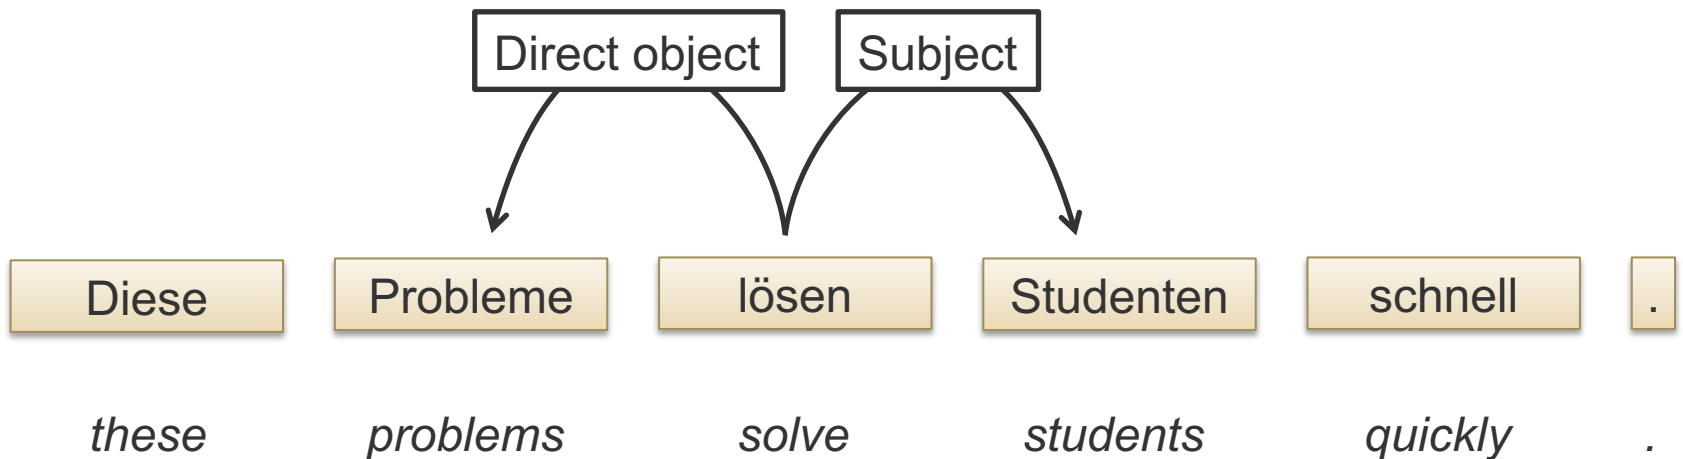 Direct object Subject
Diese Probleme lösen Studenten schnell .
these problems solve students quickly .